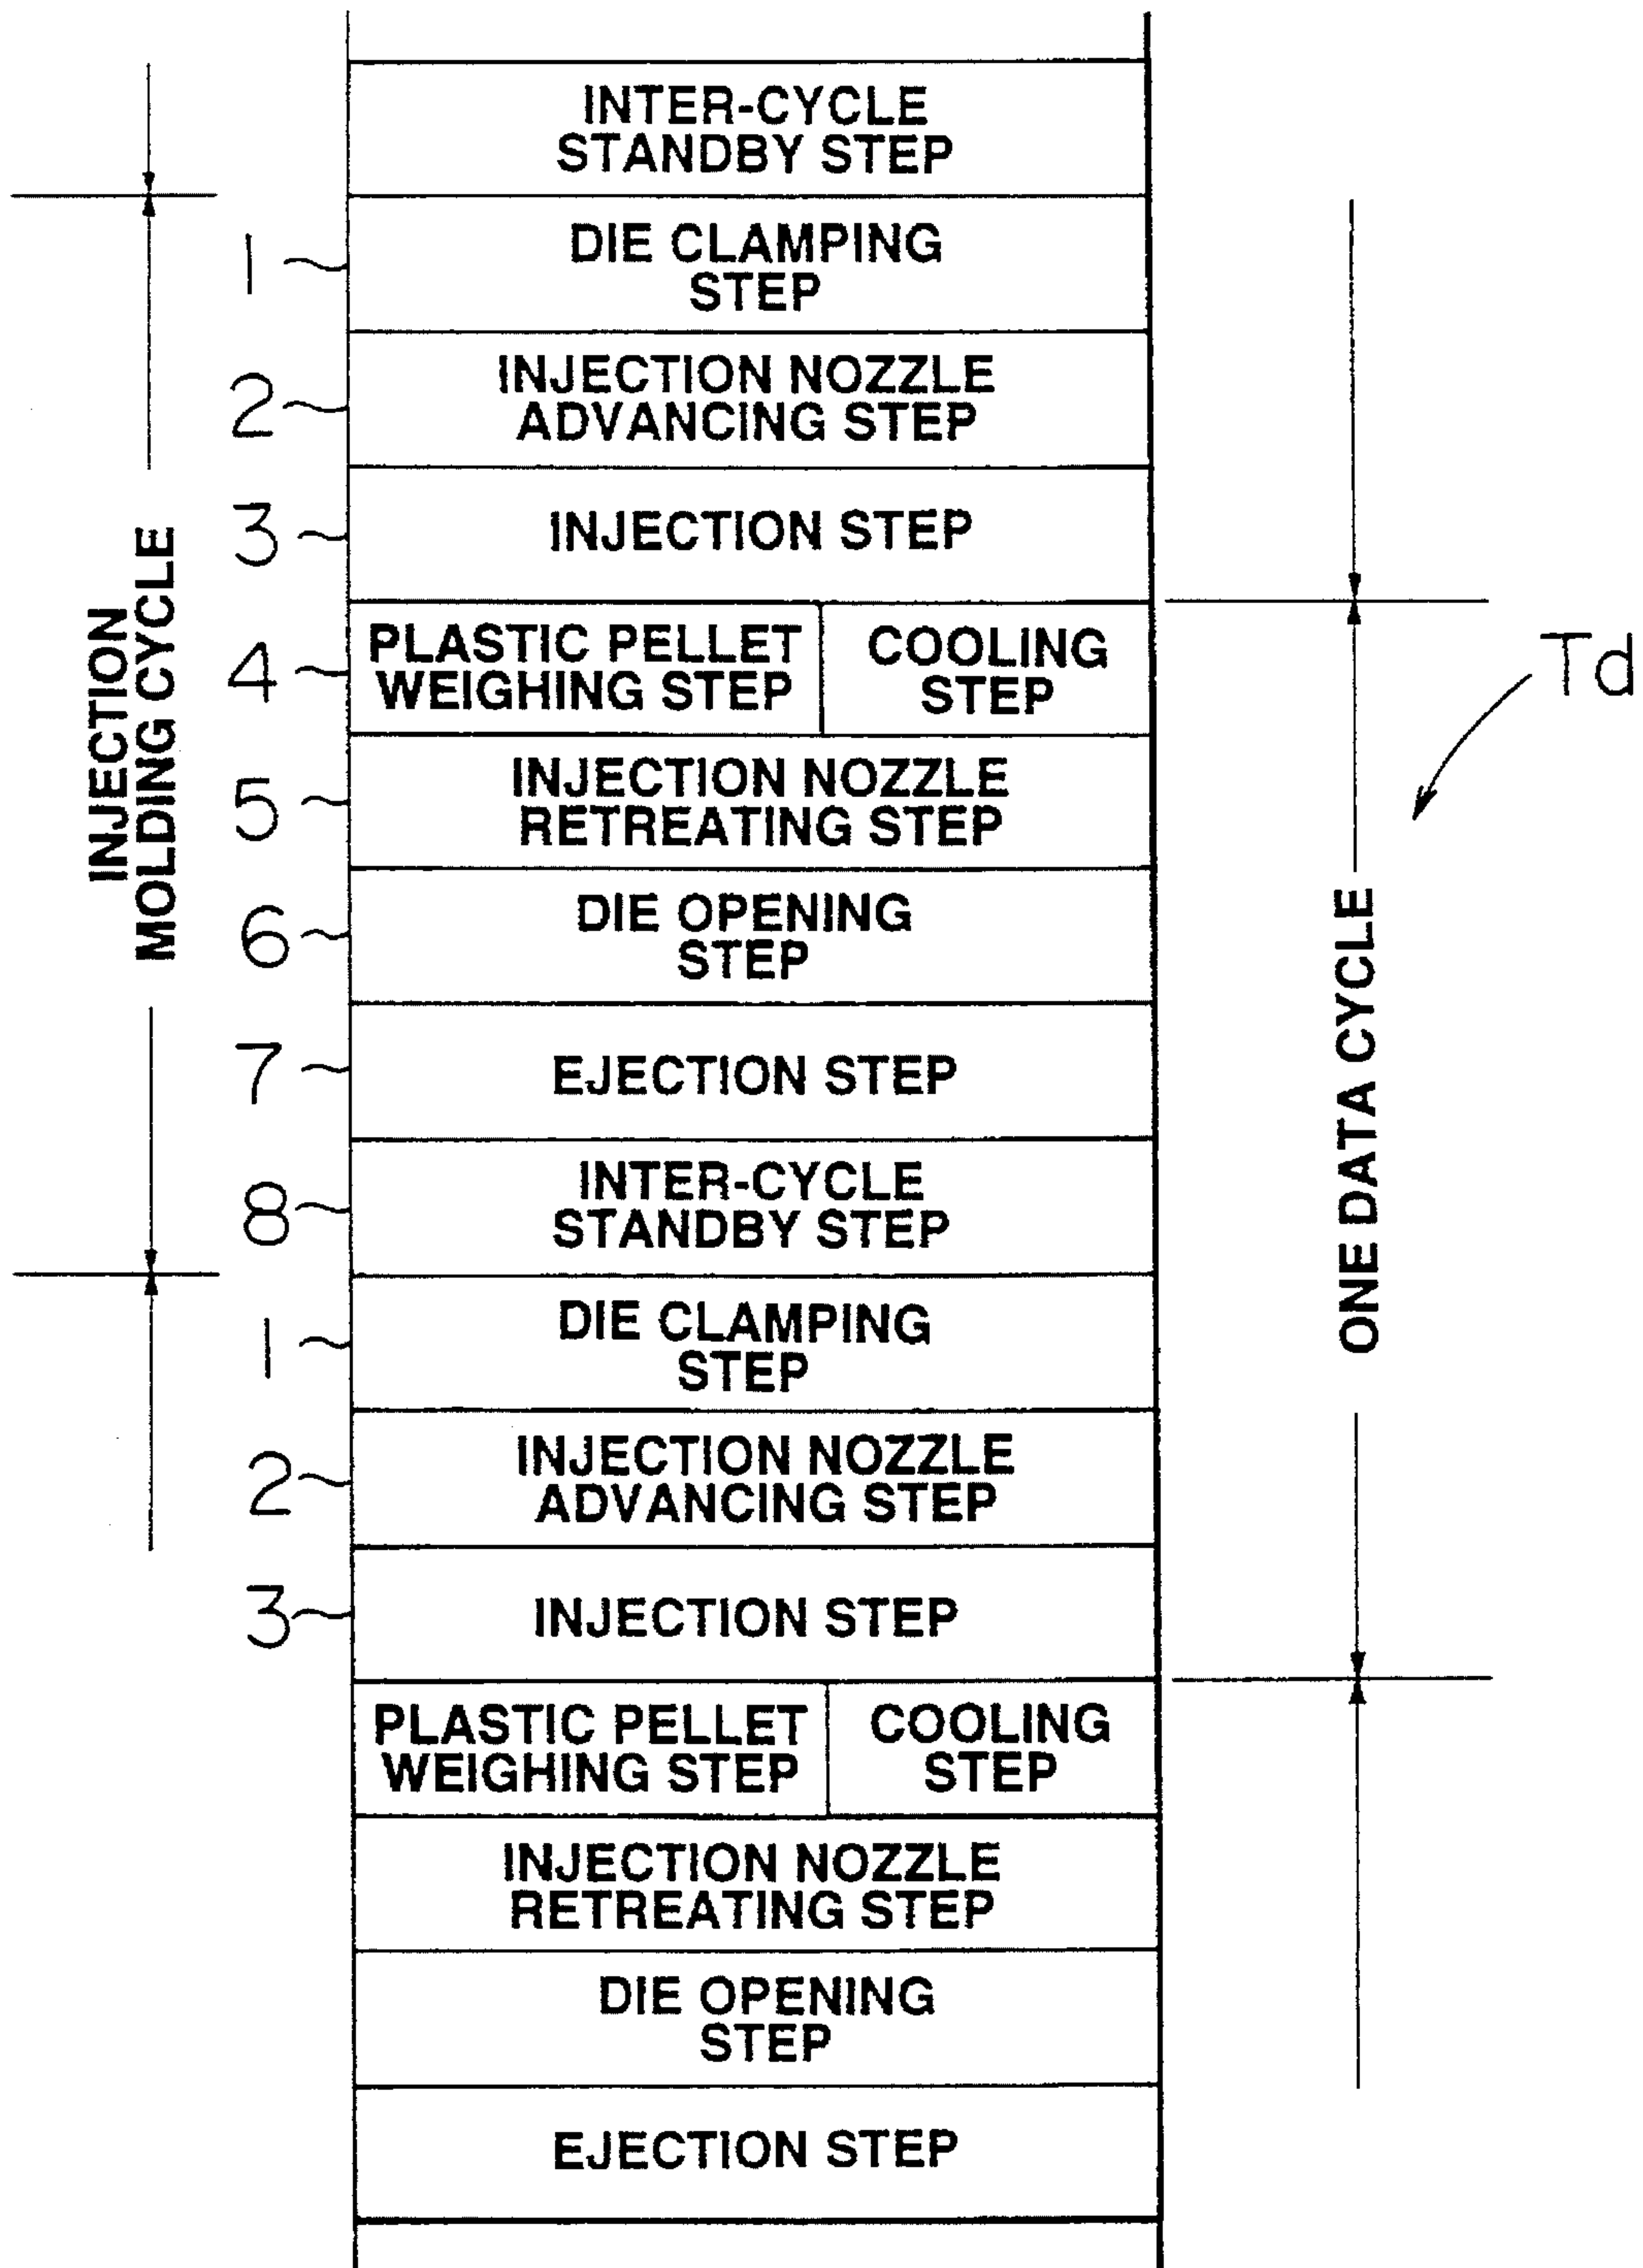 INTER-CYCLE
STANDBY STEP
1
DIE CLAMPING
STEP
2
INJECTION NOZZLE
ADVANCING STEP
3
INJECTION STEP
INJECTION
MOLDING CYCLE
4
PLASTIC PELLET
WEIGHING STEP
COOLING
STEP
Td
5
INJECTION NOZZLE
RETREATING STEP
6
DIE OPENING
STEP
ONE DATA CYCLE
7
EJECTION STEP
8
INTER-CYCLE
STANDBY STEP
1
DIE CLAMPING
STEP
2
INJECTION NOZZLE
ADVANCING STEP
3
INJECTION STEP
PLASTIC PELLET
WEIGHING STEP
COOLING
STEP
INJECTION NOZZLE
RETREATING STEP
DIE OPENING
STEP
EJECTION STEP